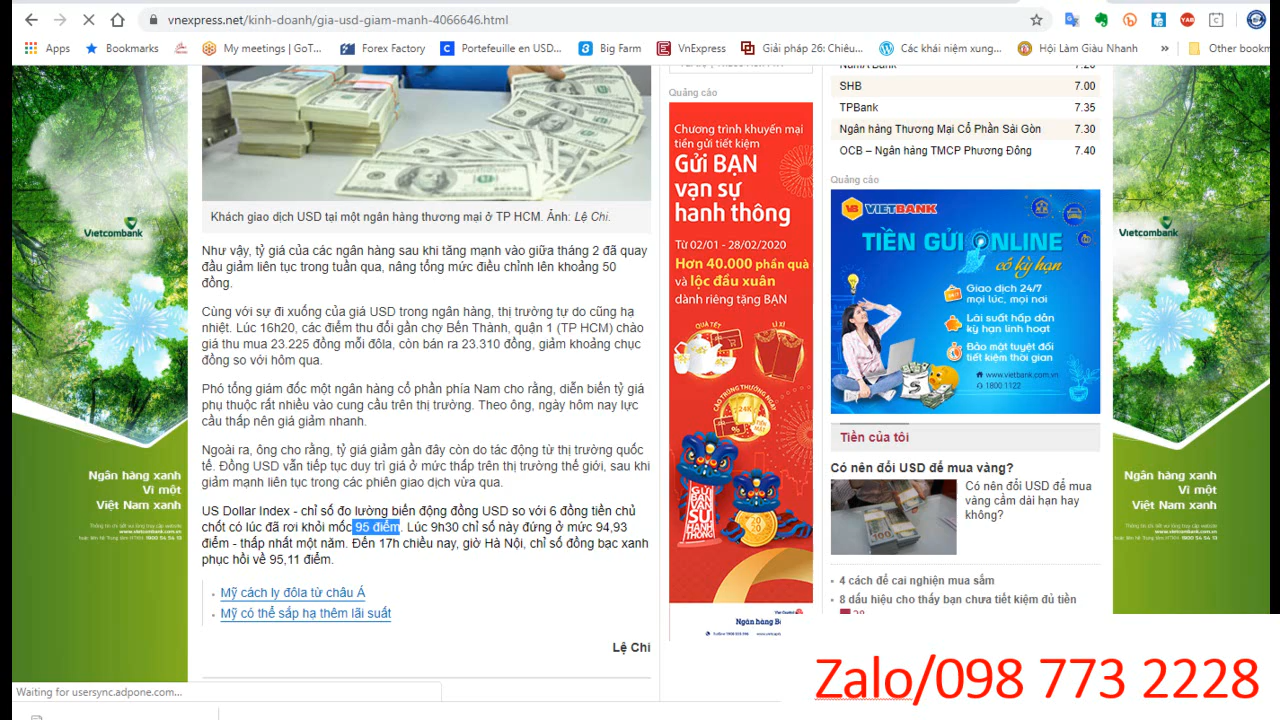 vnexpress.net/kinh-doanh/gia-usd-giam-manh-4066646.html
Apps
Bookmarks
My meetings | GoT...
Forex Factory
Portefeuille en USD...
Big Farm
VnExpress
Giải pháp 26: Chiêu...
Các khái niệm xung...
Hội Làm Giàu Nhanh
»
Other bookm
Vietcombank
Ngân hàng xanh
Vì một
Việt Nam xanh
Khách giao dịch USD tại một ngân hàng thương mại ở TP HCM. Ảnh: Lệ Chi.
Như vậy, tỷ giá của các ngân hàng sau khi tăng mạnh vào giữa tháng 2 đã quay
đầu giảm liên tục trong tuần qua, nâng tổng mức điều chỉnh lên khoảng 50
đồng.
Cùng với sự đi xuống của giá USD trong ngân hàng, thị trường tự do cũng hạ
nhiệt. Lúc 16h20, các điểm thu đổi gần chợ Bến Thành, quận 1 (TP HCM) chào
giá thu mua 23.225 đồng mỗi đôla, còn bán ra 23.310 đồng, giảm khoảng chục
đồng so với hôm qua.
Phó tổng giám đốc một ngân hàng cổ phần phía Nam cho rằng, diễn biến tỷ giá
phụ thuộc rất nhiều vào cung cầu trên thị trường. Theo ông, ngày hôm nay lực
cầu thấp nên giá giảm nhanh.
Ngoài ra, ông cho rằng, tỷ giá giảm gần đây còn do tác động từ thị trường quốc
tế. Đồng USD vẫn tiếp tục duy trì giá ở mức thấp trên thị trường thế giới, sau khi
giảm mạnh liên tục trong các phiên giao dịch vừa qua.
US Dollar Index - chỉ số đo lường biến động đồng USD so với 6 đồng tiền chủ
chốt có lúc đã rơi khỏi mốc 95 điểm. Lúc 9h30 chỉ số này đứng ở mức 94,93
điểm - thấp nhất một năm. Đến 17h chiều nay, giờ Hà Nội, chỉ số đồng bạc xanh
phục hồi về 95,11 điểm.
Mỹ cách ly đôla từ châu Á
Mỹ có thể sắp hạ thêm lãi suất
Lệ Chi
Quảng cáo
Chương trình khuyến mại
tiền gửi tiết kiệm
GỬI BẠN
vạn sự
hanh thông
Từ 02/01 - 28/02/2020
Hơn 40.000 phần quà
và lộc đầu xuân
dành riêng tặng BẠN
QUÀ TẾT
LÌ XÌ
24K
GỬI BẠN
VẠN SỰ
HANH THÔNG
Ngân hàng B
SHB 7.00
TPBank 7.35
Ngân hàng Thương Mại Cổ Phần Sài Gòn 7.30
OCB – Ngân hàng TMCP Phương Đông 7.40
Quảng cáo
VIETBANK
TIỀN GỬI ONLINE
có kỳ hạn
Giao dịch 24/7
mọi lúc, mọi nơi
Lãi suất hấp dẫn
kỳ hạn linh hoạt
Bảo mật tuyệt đối
tiết kiệm thời gian
www.vietbank.com.vn
1800.1122
Tiền của tôi
Có nên đổi USD để mua vàng?
Có nên đổi USD để mua
vàng cầm dài hạn hay
không?
4 cách để cai nghiện mua sắm
8 dấu hiệu cho thấy bạn chưa tiết kiệm đủ tiền
Vietcombank
Ngân hàng xanh
Vì một
Việt Nam xanh
Waiting for usersync.adpone.com...
Zalo/098 773 2228